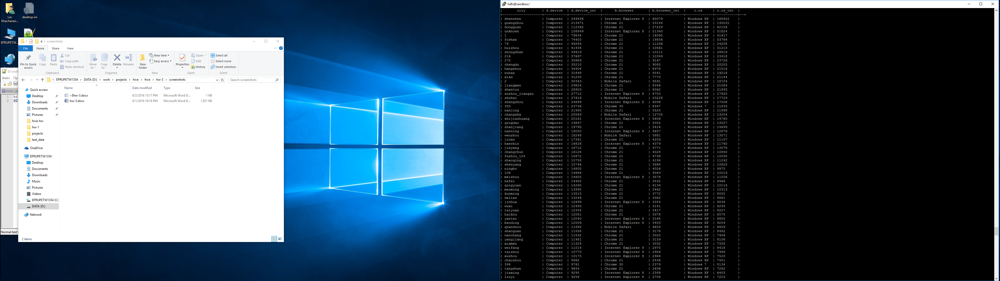 Lev
Khacheresi...
desktop.ini
EPRUPETW...
screenshots
File Home Share View
Pin to Quick access
Copy
Paste
Cut
Copy path
Paste shortcut
Move to
Copy to
Delete
Rename
New folder
New item
Easy access
Properties
Open
Edit
History
Select all
Select none
Invert selection
Clipboard Organize New Open Select
EPRUPETW1354 > DATA (D:) > work > projects > hive > hive > hw-3 > screenshots
Search screenshots
Name Date modified Type Size
~$hw-3.docx 8/2/2016 15:17 PM Microsoft Word D... 1 KB
hw-3.docx 8/1/2016 19:18 PM Microsoft Word D... 1,921 KB
Quick access
Desktop
Downloads
Documents
Pictures
hive-hw
hw-1
projects
test_data
OneDrive
EPRUPETW1354
Desktop
Documents
Downloads
Music
Pictures
Videos
EPRUPETW1354 (C:)
DATA (D:)
Network
2 items
D:\work
Файл
1 hi
2 HI
Normal text
hdfs@sandbox:/
| city | d.device | d.device_cnt | b.browser | b.browser_cnt | o.os | o.os_cnt |
| shenzhen | Computer | 249436 | Internet Explorer 8 | 60079 | Windows XP | 165802 |
| guangzhou | Computer | 213471 | Chrome 21 | 53144 | Windows XP | 130031 |
| dongguan | Computer | 112392 | Chrome 21 | 27229 | Windows XP | 82156 |
| unknown | Computer | 108849 | Internet Explorer 8 | 21340 | Windows XP | 51824 |
| 1 | Computer | 79834 | Chrome 21 | 18095 | Windows XP | 41417 |
| foshan | Computer | 74403 | Chrome 21 | 19856 | Windows XP | 53764 |
| 79 | Computer | 49284 | Chrome 21 | 11296 | Windows XP | 24208 |
| huizhou | Computer | 41434 | Chrome 21 | 10461 | Windows XP | 31213 |
| zhongshan | Computer | 39419 | Chrome 21 | 10111 | Windows XP | 28819 |
| 216 | Computer | 37697 | Chrome 21 | 10349 | Windows XP | 23418 |
| 275 | Computer | 35689 | Chrome 21 | 9167 | Windows XP | 23726 |
| chengdu | Computer | 35210 | Chrome 21 | 9085 | Windows XP | 20253 |
| hangzhou | Computer | 34904 | Chrome 21 | 8978 | Windows XP | 21514 |
| wuhan | Computer | 31648 | Chrome 21 | 8541 | Windows XP | 19216 |
| xian | Computer | 31250 | Chrome 21 | 7770 | Windows XP | 21144 |
| 2 | Computer | 30343 | Mobile Safari | 9591 | Windows XP | 18724 |
| jiangmen | Computer | 29824 | Chrome 21 | 8346 | Windows XP | 21584 |
| shantou | Computer | 28903 | Chrome 21 | 8062 | Windows XP | 21893 |
| suzhou_jiangsu | Computer | 27715 | Internet Explorer 8 | 6703 | Windows XP | 17925 |
| zhuhai | Computer | 27616 | Mobile Safari | 20228 | Windows XP | 17729 |
| zhengzhou | Computer | 24899 | Internet Explorer 8 | 6099 | Windows XP | 17006 |
| 393 | Computer | 23736 | Chrome 30 | 8347 | Windows 7 | 11833 |
| nanjing | Computer | 21993 | Chrome 21 | 5525 | Windows XP | 11998 |
| changsha | Computer | 20589 | Mobile Safari | 12705 | Windows XP | 13254 |
| shijiazhuang | Computer | 20161 | Internet Explorer 8 | 5606 | Windows XP | 14760 |
| qingdao | Computer | 19847 | Chrome 21 | 5052 | Windows XP | 13527 |
| zhanjiang | Computer | 19790 | Chrome 21 | 5416 | Windows XP | 14699 |
| nanning | Computer | 19050 | Internet Explorer 8 | 4807 | Windows XP | 12876 |
| wenzhou | Computer | 18248 | Mobile Safari | 5881 | Windows XP | 13071 |
| jinan | Computer | 17341 | Chrome 21 | 4259 | Windows XP | 11157 |
| haerbin | Computer | 16826 | Internet Explorer 8 | 4379 | Windows XP | 11760 |
| jieyang | Computer | 16712 | Chrome 21 | 4771 | Windows XP | 13078 |
| changchun | Computer | 16128 | Chrome 21 | 4028 | Windows XP | 10840 |
| fuzhou_124 | Computer | 15872 | Chrome 21 | 4739 | Windows XP | 10030 |
| zhaoqing | Computer | 15758 | Chrome 21 | 4194 | Windows XP | 11242 |
| shenyang | Computer | 15746 | Chrome 21 | 3988 | Windows XP | 10825 |
| ningbo | Computer | 14805 | Chrome 21 | 4026 | Windows XP | 9975 |
| 106 | Computer | 14666 | Chrome 21 | 4063 | Windows XP | 10019 |
| meizhou | Computer | 14605 | Internet Explorer 8 | 3578 | Windows XP | 11506 |
| hefei | Computer | 14482 | Chrome 21 | 3532 | Windows XP | 9466 |
| qingyuan | Computer | 14260 | Chrome 21 | 4134 | Windows XP | 10114 |
| maoming | Computer | 13995 | Chrome 21 | 3462 | Windows XP | 10313 |
| kunming | Computer | 13515 | Chrome 21 | 3772 | Windows XP | 8055 |
| dalian | Computer | 13246 | Chrome 21 | 3382 | Windows XP | 8661 |
| jinhua | Computer | 12699 | Internet Explorer 8 | 3354 | Windows XP | 9034 |
| wuxi | Computer | 12495 | Chrome 21 | 3141 | Windows XP | 8293 |
| taiyuan | Computer | 12334 | Chrome 21 | 3417 | Windows XP | 8227 |
| haikou | Computer | 12081 | Chrome 21 | 3378 | Windows XP | 8575 |
| yantai | Computer | 12040 | Internet Explorer 8 | 3164 | Windows XP | 8655 |
| baoding | Computer | 12009 | Internet Explorer 8 | 3403 | Windows XP | 9254 |
| quanzhou | Computer | 11692 | Mobile Safari | 4633 | Windows XP | 8659 |
| shaoguan | Computer | 11558 | Chrome 21 | 3178 | Windows XP | 8482 |
| nanchang | Computer | 11532 | Chrome 21 | 3025 | Windows XP | 7456 |
| yangjiang | Computer | 11481 | Chrome 21 | 3159 | Windows XP | 8106 |
| xiamen | Computer | 11329 | Chrome 21 | 3032 | Windows XP | 7335 |
| weifang | Computer | 11014 | Internet Explorer 8 | 2975 | Windows XP | 8418 |
| taizhou | Computer | 10770 | Internet Explorer 8 | 2906 | Windows XP | 7999 |
| xuzhou | Computer | 10175 | Internet Explorer 8 | 2966 | Windows XP | 7520 |
| chaozhou | Computer | 9962 | Chrome 21 | 2536 | Windows XP | 7451 |
| 394 | Computer | 9761 | Chrome 30 | 2379 | Windows 7 | 5134 |
| tangshan | Computer | 9634 | Chrome 21 | 2636 | Windows XP | 7282 |
| jiaxing | Computer | 9295 | Internet Explorer 8 | 2399 | Windows XP | 6453 |
| linyi | Computer | 9256 | Internet Explorer 8 | 2708 | Windows XP | 7223 |